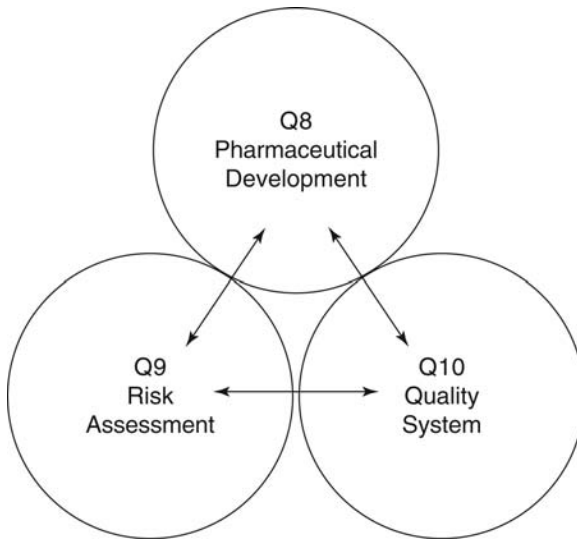 Q8
Pharmaceutical
Development
Q9
Risk
Assessment
Q10
Quality
System